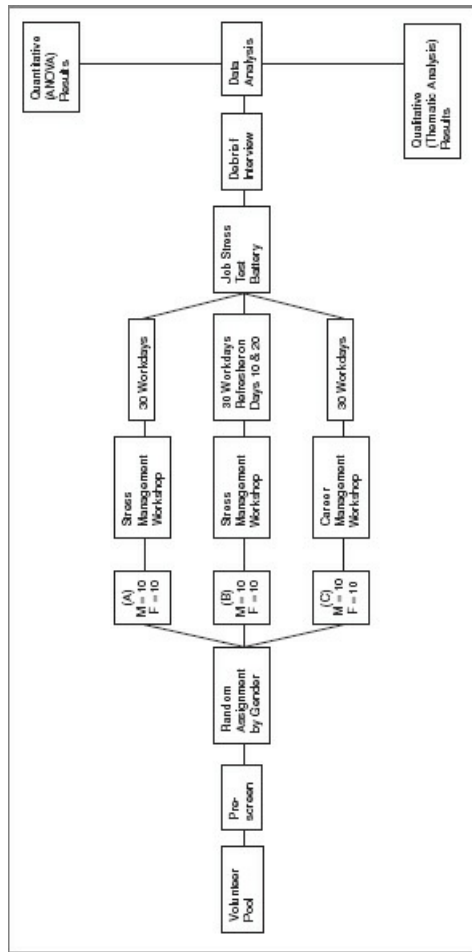 Volunteer
Pool
Pre-
screen
Random
Assignment
by Gender
(A)
M = 10
F = 10
Stress
Management
Workshop
30 Workdays
(B)
M = 10
F = 10
Stress
Management
Workshop
30 Workdays
Refresher on
Days 10 & 20
(C)
M = 10
F = 10
Career
Management
Workshop
30 Workdays
Job Stress
Test
Battery
Debrief
Interview
Data
Analysis
Quantitative
(ANOVA)
Results
Qualitative
(Thematic Analysis)
Results